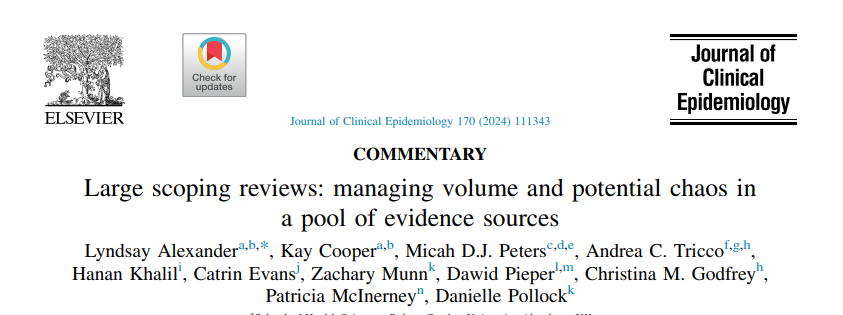 ELSEVIER
Check for
updates
Journal of
Clinical
Epidemiology
Journal of Clinical Epidemiology 170 (2024) 111343
COMMENTARY
Large scoping reviews: managing volume and potential chaos in
a pool of evidence sources
Lyndsay Alexander^a,b,*, Kay Cooper^a,b, Micah D.J. Peters^c,d,e, Andrea C. Tricco^f,g,h,
Hanan Khalil^i, Catrin Evans^j, Zachary Munn^k, Dawid Pieper^l,m, Christina M. Godfrey^h,
Patricia McInerney^n, Danielle Pollock^k